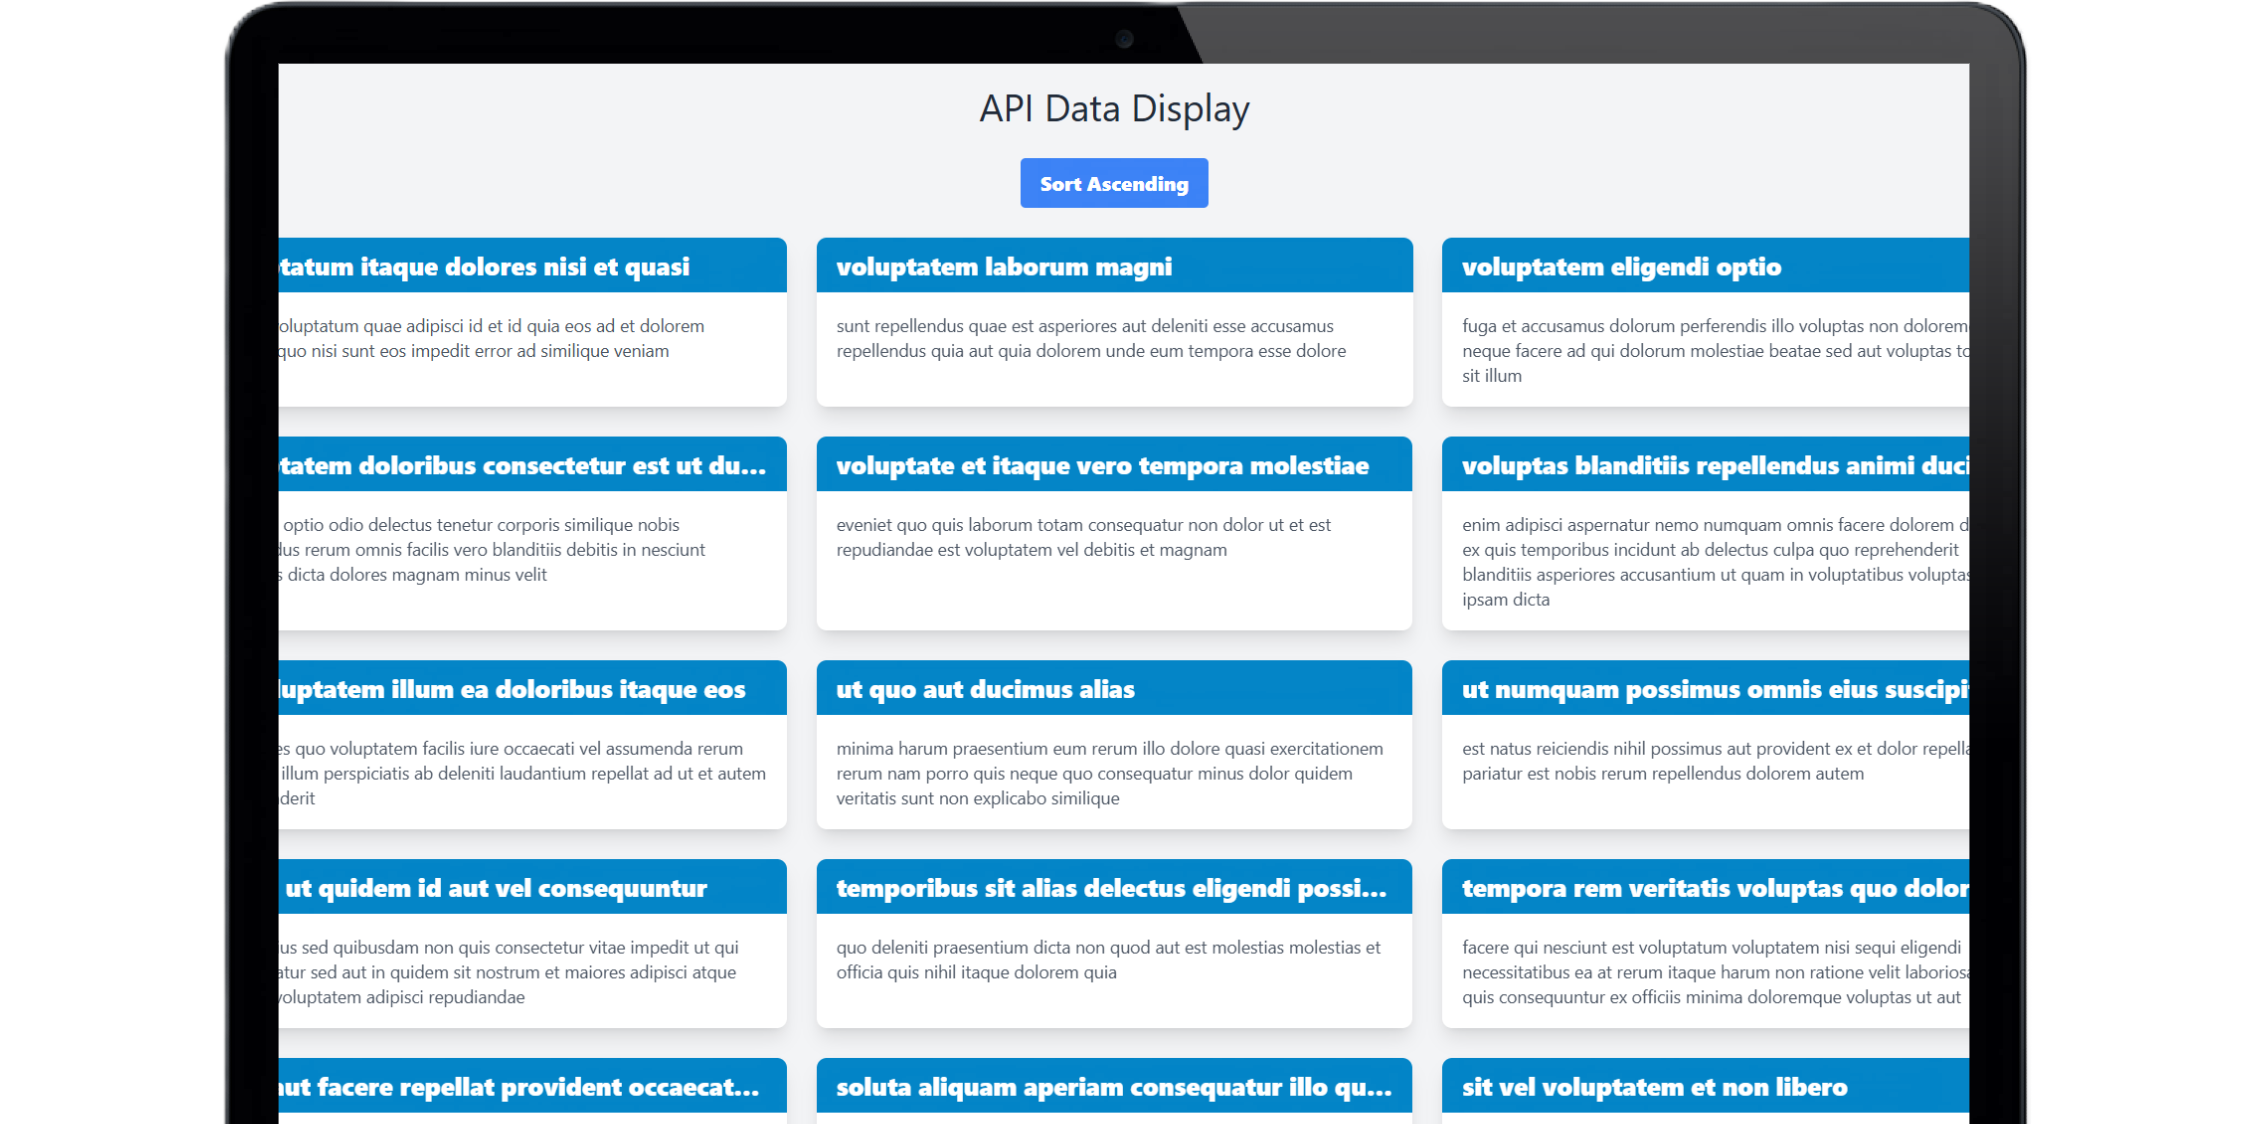 API Data Display
Sort Ascending
itaque dolores nisi et quasi
quae adipisci id et id quia eos ad et dolorem
quo nisi sunt eos impedit error ad similique veniam
voluptatem laborum magni
sunt repellendus quae est asperiores aut deleniti esse accusamus
repellendus quia aut quia dolorem unde eum tempora esse dolore
voluptatem eligendi optio
fuga et accusamus dolorum perferendis illo voluptas non dolorem
neque facere ad qui dolorum molestiae beatae sed aut voluptas
sit illum
doloribus consectetur est ut du...
optio odio delectus tenetur corporis similique nobis
rerum omnis facilis vero blanditiis debitis in nesciunt
dicta dolores magnam minus velit
voluptate et itaque vero tempora molestiae
eveniet quo quis laborum totam consequatur non dolor ut et est
repudiandae est voluptatem vel debitis et magnam
voluptas blanditiis repellendus animi duci
enim adipisci aspernatur nemo numquam omnis facere dolorem d
ex quis temporibus incidunt ab delectus culpa quo reprehenderit
blanditiis asperiores accusantium ut quam in voluptatibus voluptas
ipsam dicta
illum ea doloribus itaque eos
quo voluptatem facilis iure occaecati vel assumenda rerum
illum perspiciatis ab deleniti laudantium repellat ad ut et autem
derit
ut quo aut ducimus alias
minima harum praesentium eum rerum illo dolore quasi exercitationem
rerum nam porro quis neque quo consequatur minus dolor quidem
veritatis sunt non explicabo similique
ut numquam possimus omnis eius suscipi
est natus reiciendis nihil possimus aut provident ex et dolor repella
pariatur est nobis rerum repellendus dolorem autem
ut quidem id aut vel consequuntur
us sed quibusdam non quis consectetur vitae impedit ut qui
sed aut in quidem sit nostrum et maiores adipisci atque
voluptatem adipisci repudiandae
temporibus sit alias delectus eligendi possi...
quo deleniti praesentium dicta non quod aut est molestias molestias et
officia quis nihil itaque dolorem quia
tempora rem veritatis voluptas quo dolor
facere qui nesciunt est voluptatum voluptatem nisi sequi eligendi
necessitatibus ea at rerum itaque harum non ratione velit laborios
quis consequuntur ex officiis minima doloremque voluptas ut aut
aut facere repellat provident occaecat...
soluta aliquam aperiam consequatur illo qu...
sit vel voluptatem et non libero